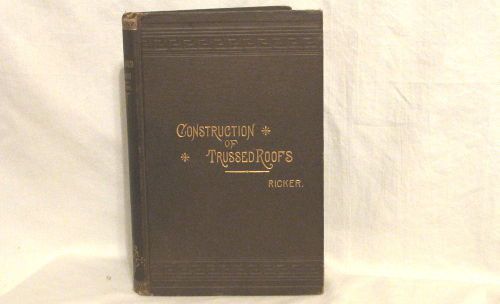 CONSTRUCTION
OF
TRUSSED ROOFS
RICKER.